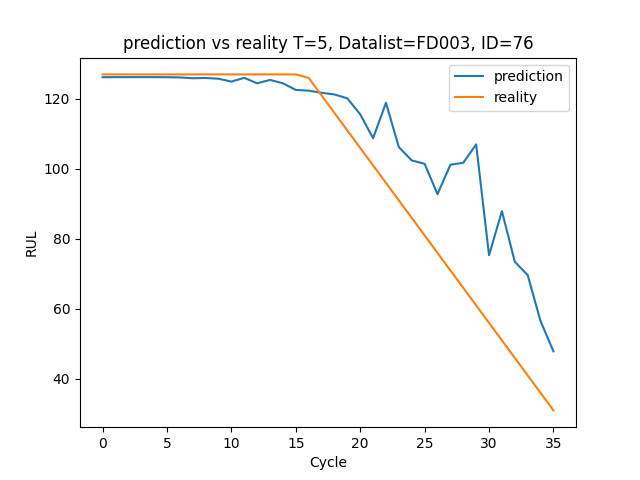 prediction vs reality T=5, Datalist=FD003, ID=76
prediction
reality
120
100
80
60
40
RUL
0 5 10 15 20 25 30 35
Cycle